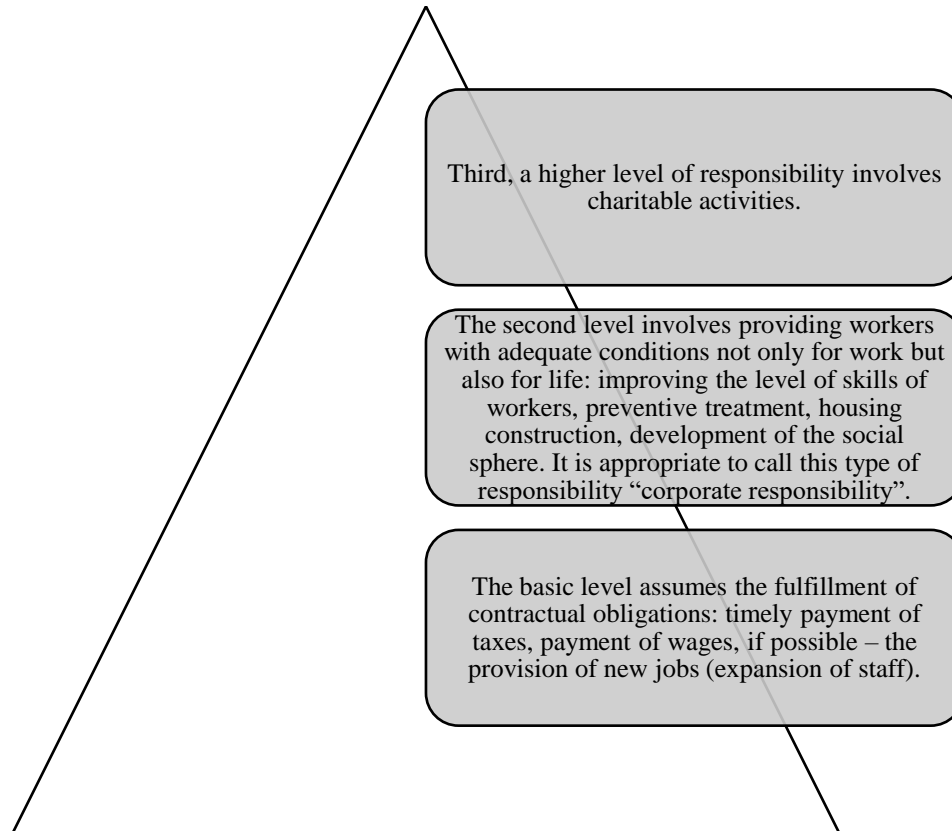 Third, a higher level of responsibility involves
charitable activities.
The second level involves providing workers
with adequate conditions not only for work but
also for life: improving the level of skills of
workers, preventive treatment, housing
construction, development of the social
sphere. It is appropriate to call this type of
responsibility “corporate responsibility”.
The basic level assumes the fulfillment of
contractual obligations: timely payment of
taxes, payment of wages, if possible – the
provision of new jobs (expansion of staff).